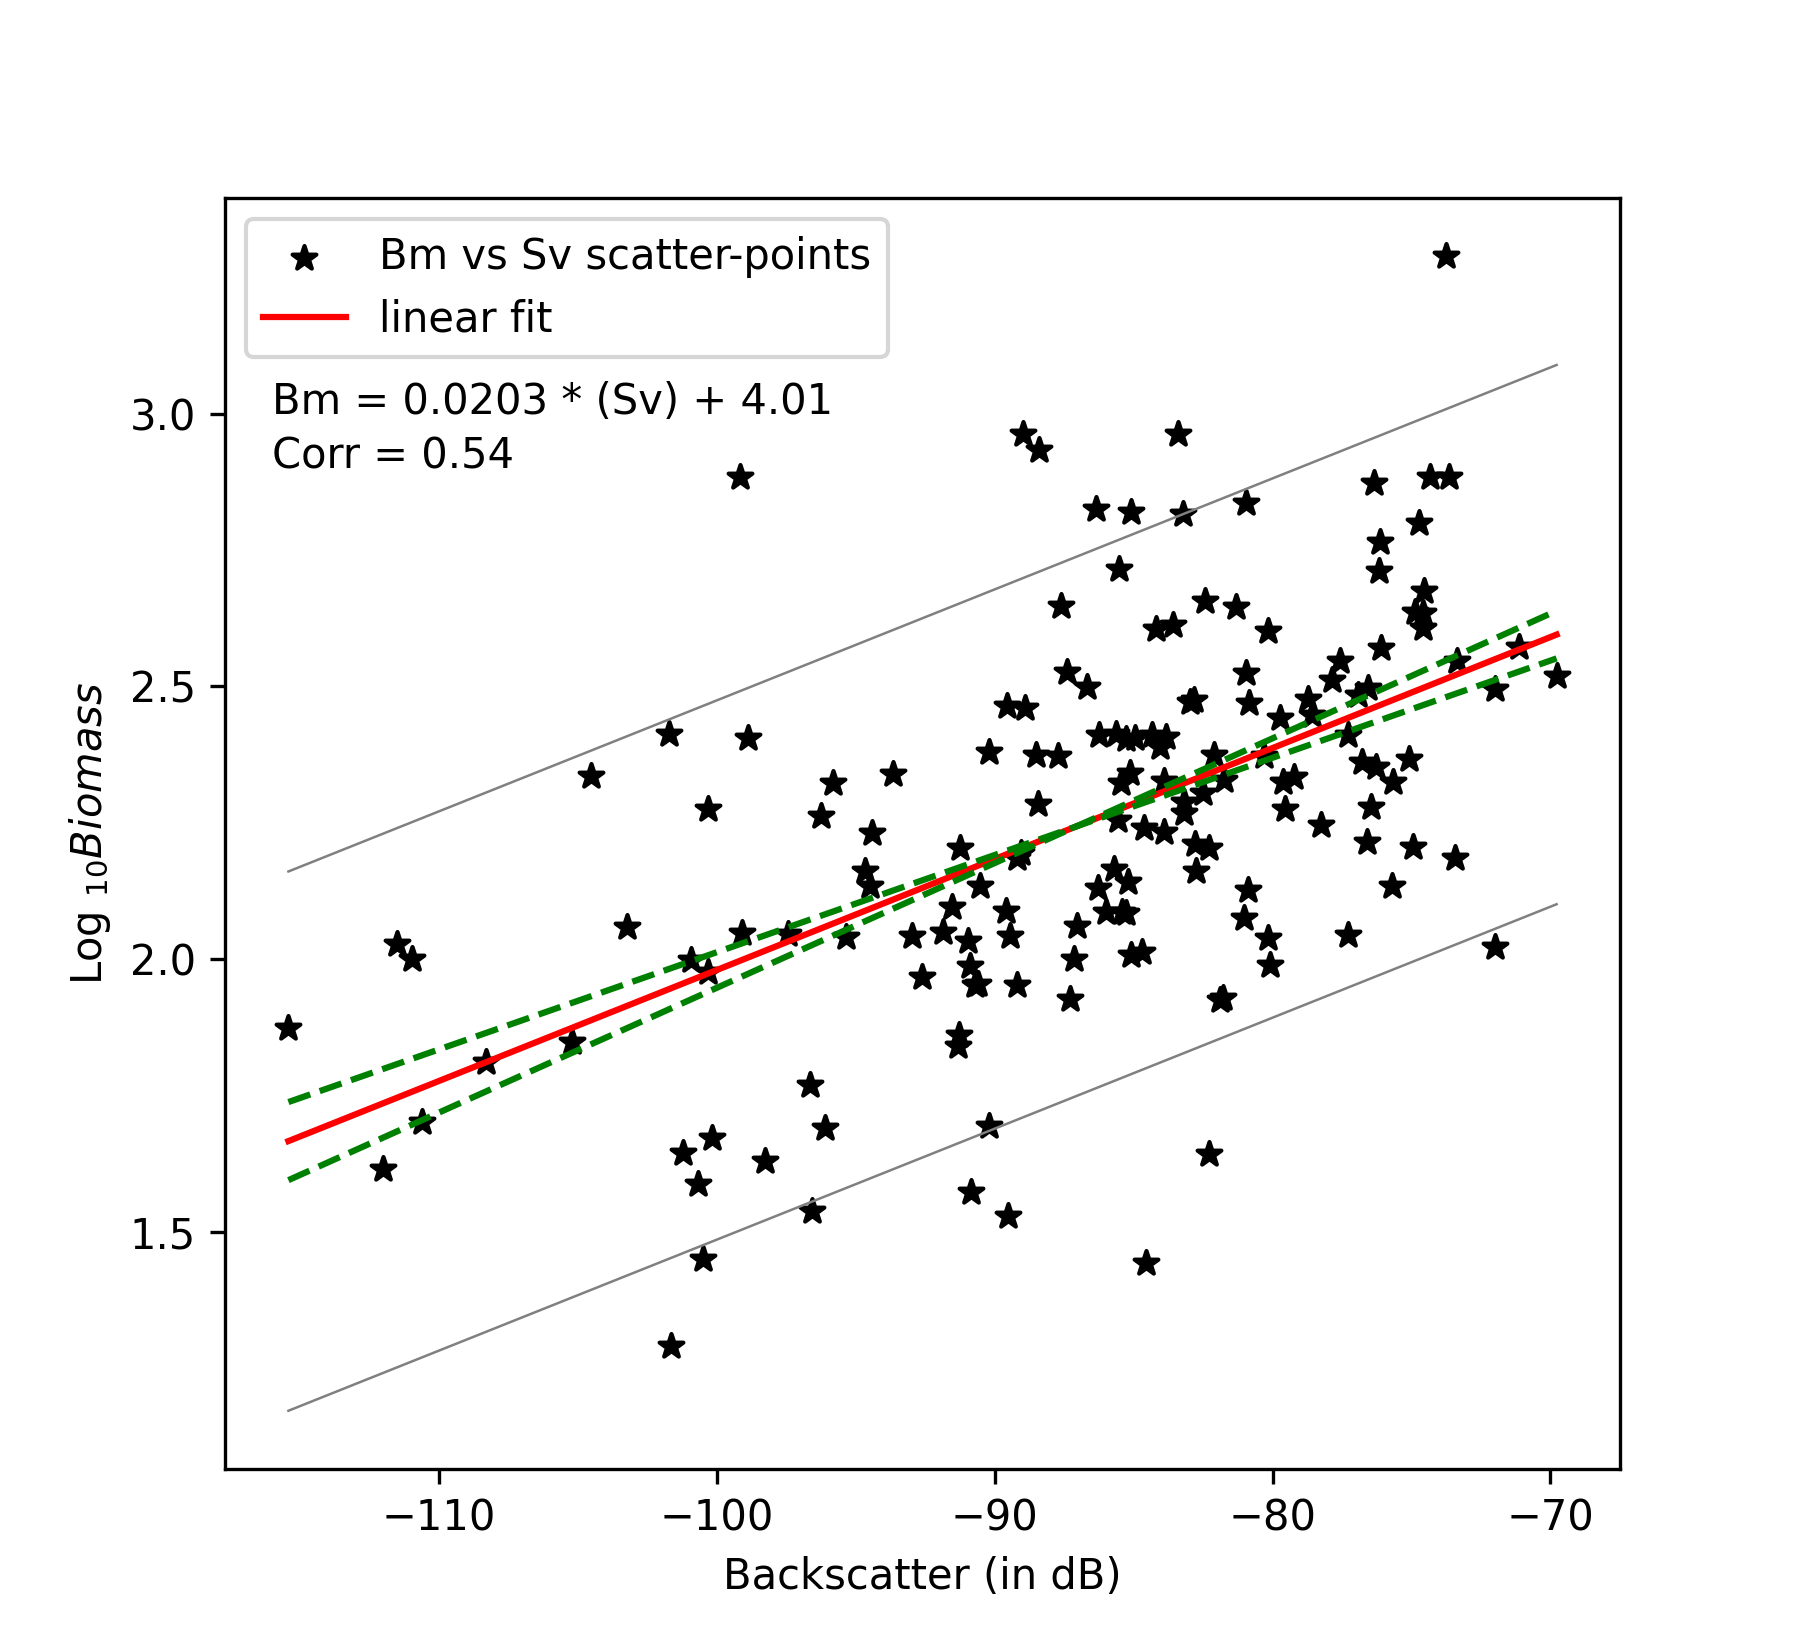 Bm vs Sv scatter-points
linear fit
Bm = 0.0203 * (Sv) + 4.01
Corr = 0.54
3.0
2.5
2.0
1.5
Log 10Biomass
−110 −100 −90 −80 −70
Backscatter (in dB)